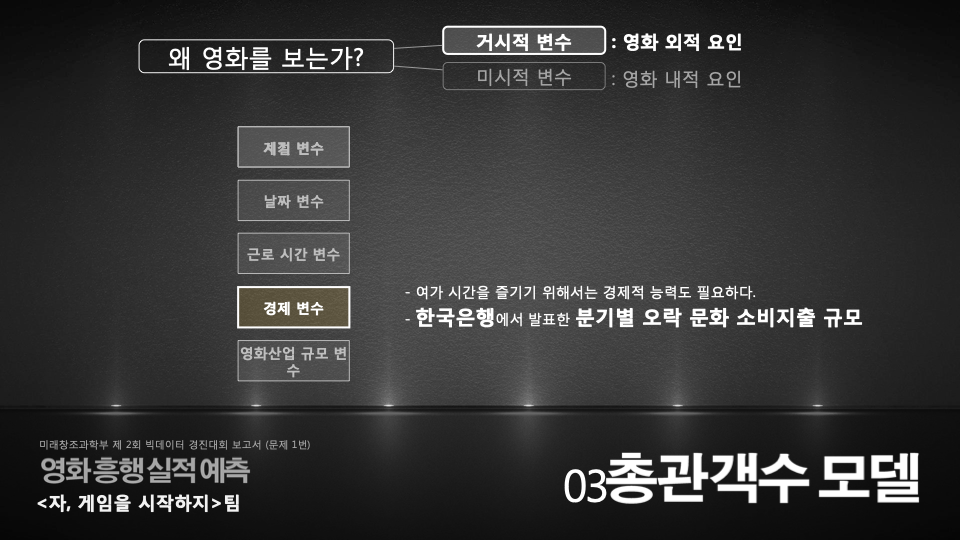 왜 영화를 보는가?
거시적 변수 : 영화 외적 요인
미시적 변수 : 영화 내적 요인
계절 변수
날짜 변수
근로 시간 변수
경제 변수
- 여가 시간을 즐기기 위해서는 경제적 능력도 필요하다.
- 한국은행에서 발표한 분기별 오락 문화 소비지출 규모
영화산업 규모 변
수
미래창조과학부 제 2회 빅데이터 경진대회 보고서 (문제 1번)
영화 흥행 실적 예측
<자, 게임을 시작하지>팀
03총관객수 모델